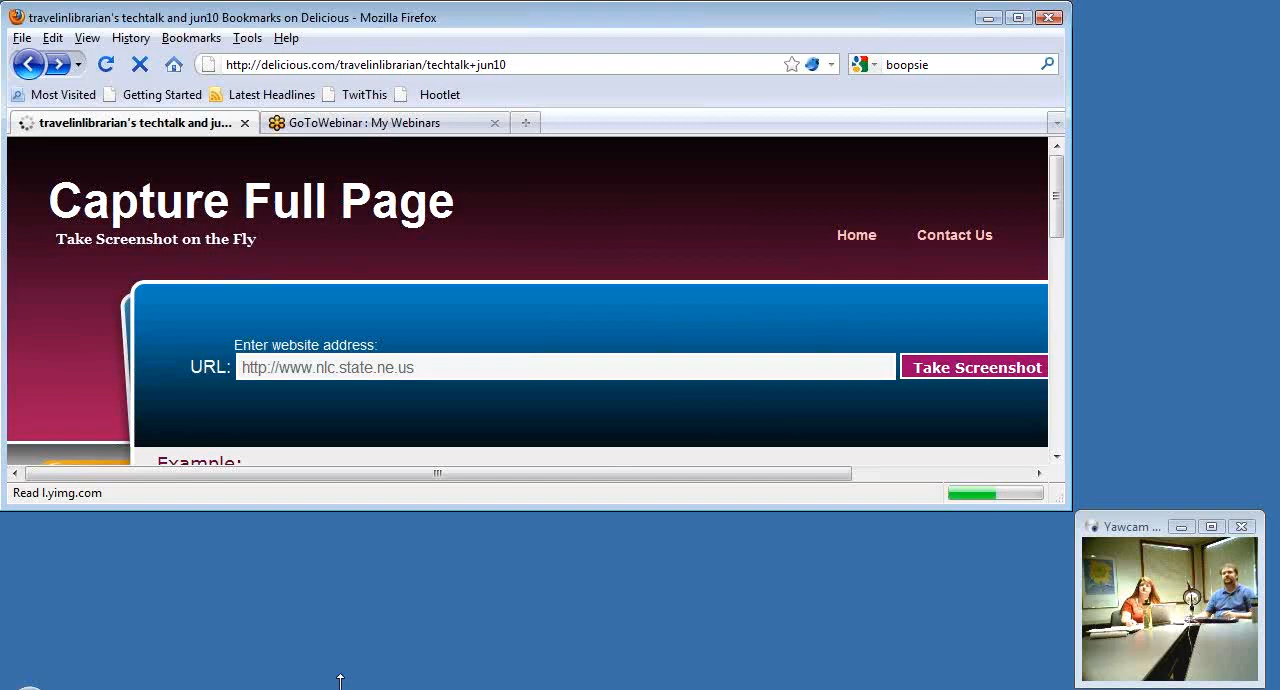 travelinlibrarian's techtalk and jun10 Bookmarks on Delicious - Mozilla Firefox
File Edit View History Bookmarks Tools Help
http://delicious.com/travelinlibrarian/techtalk+jun10 boopsie
Most Visited Getting Started Latest Headlines TwitThis Hootlet
travelinlibrarian's techtalk and ju... GoToWebinar : My Webinars
Capture Full Page
Take Screenshot on the Fly
Home Contact Us
Enter website address:
URL: http://www.nlc.state.ne.us Take Screenshot
Example:
Read l.yimg.com
Yawcam ...